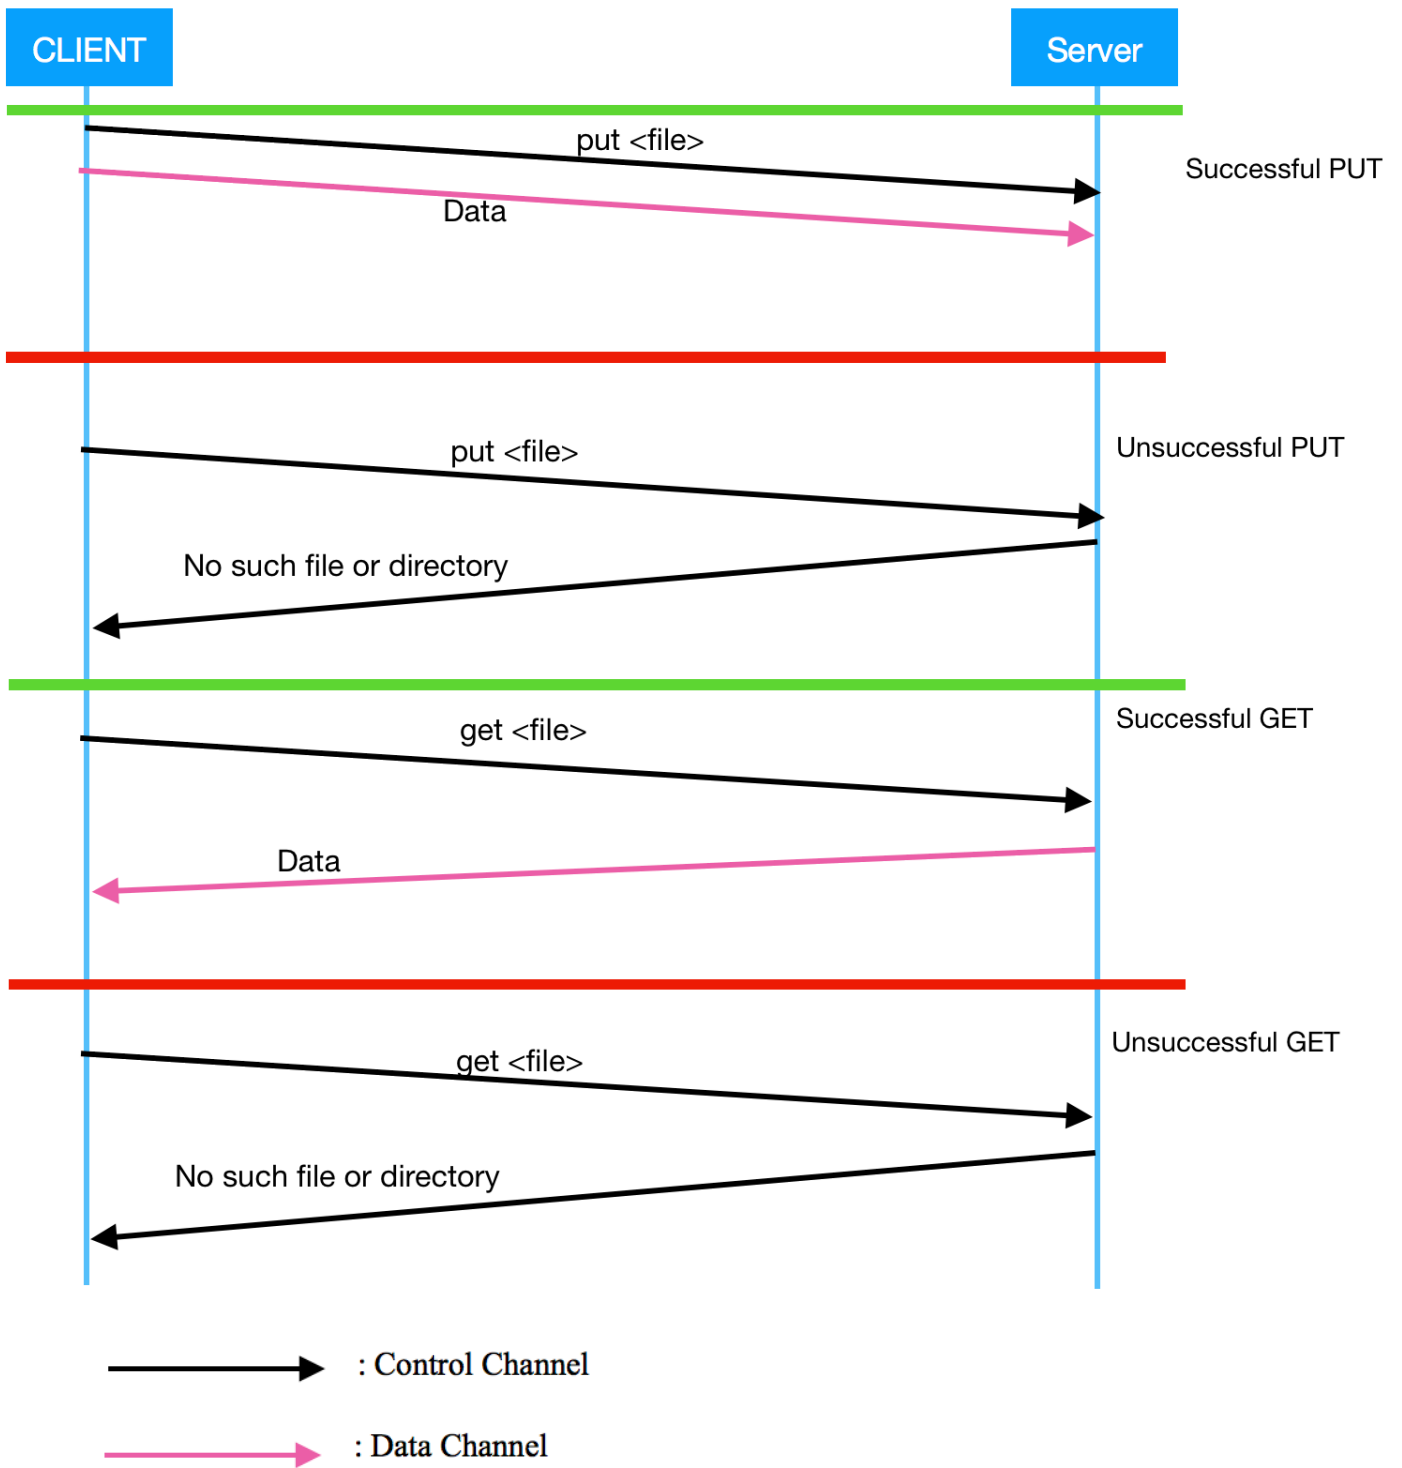 CLIENT
Server
put <file>
Successful PUT
Data
put <file>
Unsuccessful PUT
No such file or directory
Successful GET
get <file>
Data
Unsuccessful GET
get <file>
No such file or directory
: Control Channel
: Data Channel